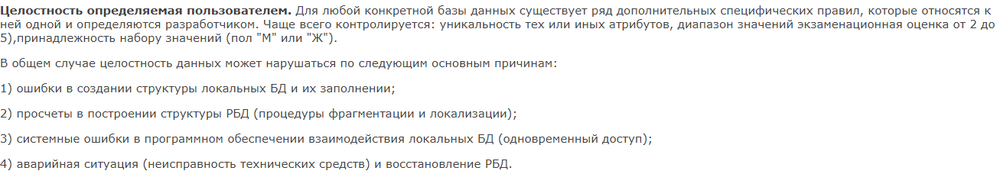 Целостность определяемая пользователем. Для любой конкретной базы данных существует ряд дополнительных специфических правил, которые относятся к
ней одной и определяются разработчиком. Чаще всего контролируется: уникальность тех или иных атрибутов, диапазон значений экзаменационная оценка от 2 до
5),принадлежность набору значений (пол "М" или "Ж").
В общем случае целостность данных может нарушаться по следующим основным причинам:
1) ошибки в создании структуры локальных БД и их заполнении;
2) просчеты в построении структуры РБД (процедуры фрагментации и локализации);
3) системные ошибки в программном обеспечении взаимодействия локальных БД (одновременный доступ);
4) аварийная ситуация (неисправность технических средств) и восстановление РБД.